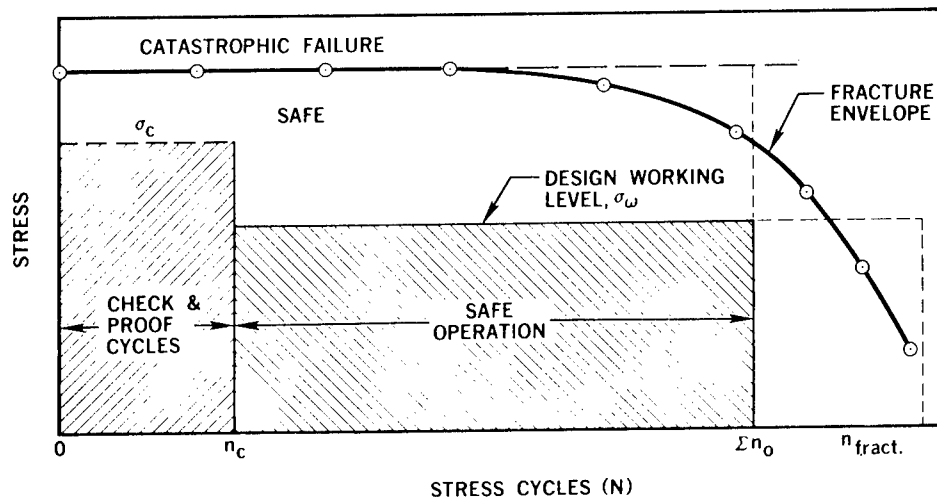 CATASTROPHIC FAILURE
SAFE
FRACTURE
ENVELOPE
σc
DESIGN WORKING
LEVEL, σω
STRESS
CHECK &
PROOF
CYCLES
SAFE
OPERATION
0
nc
Σno
nfract.
STRESS CYCLES (N)